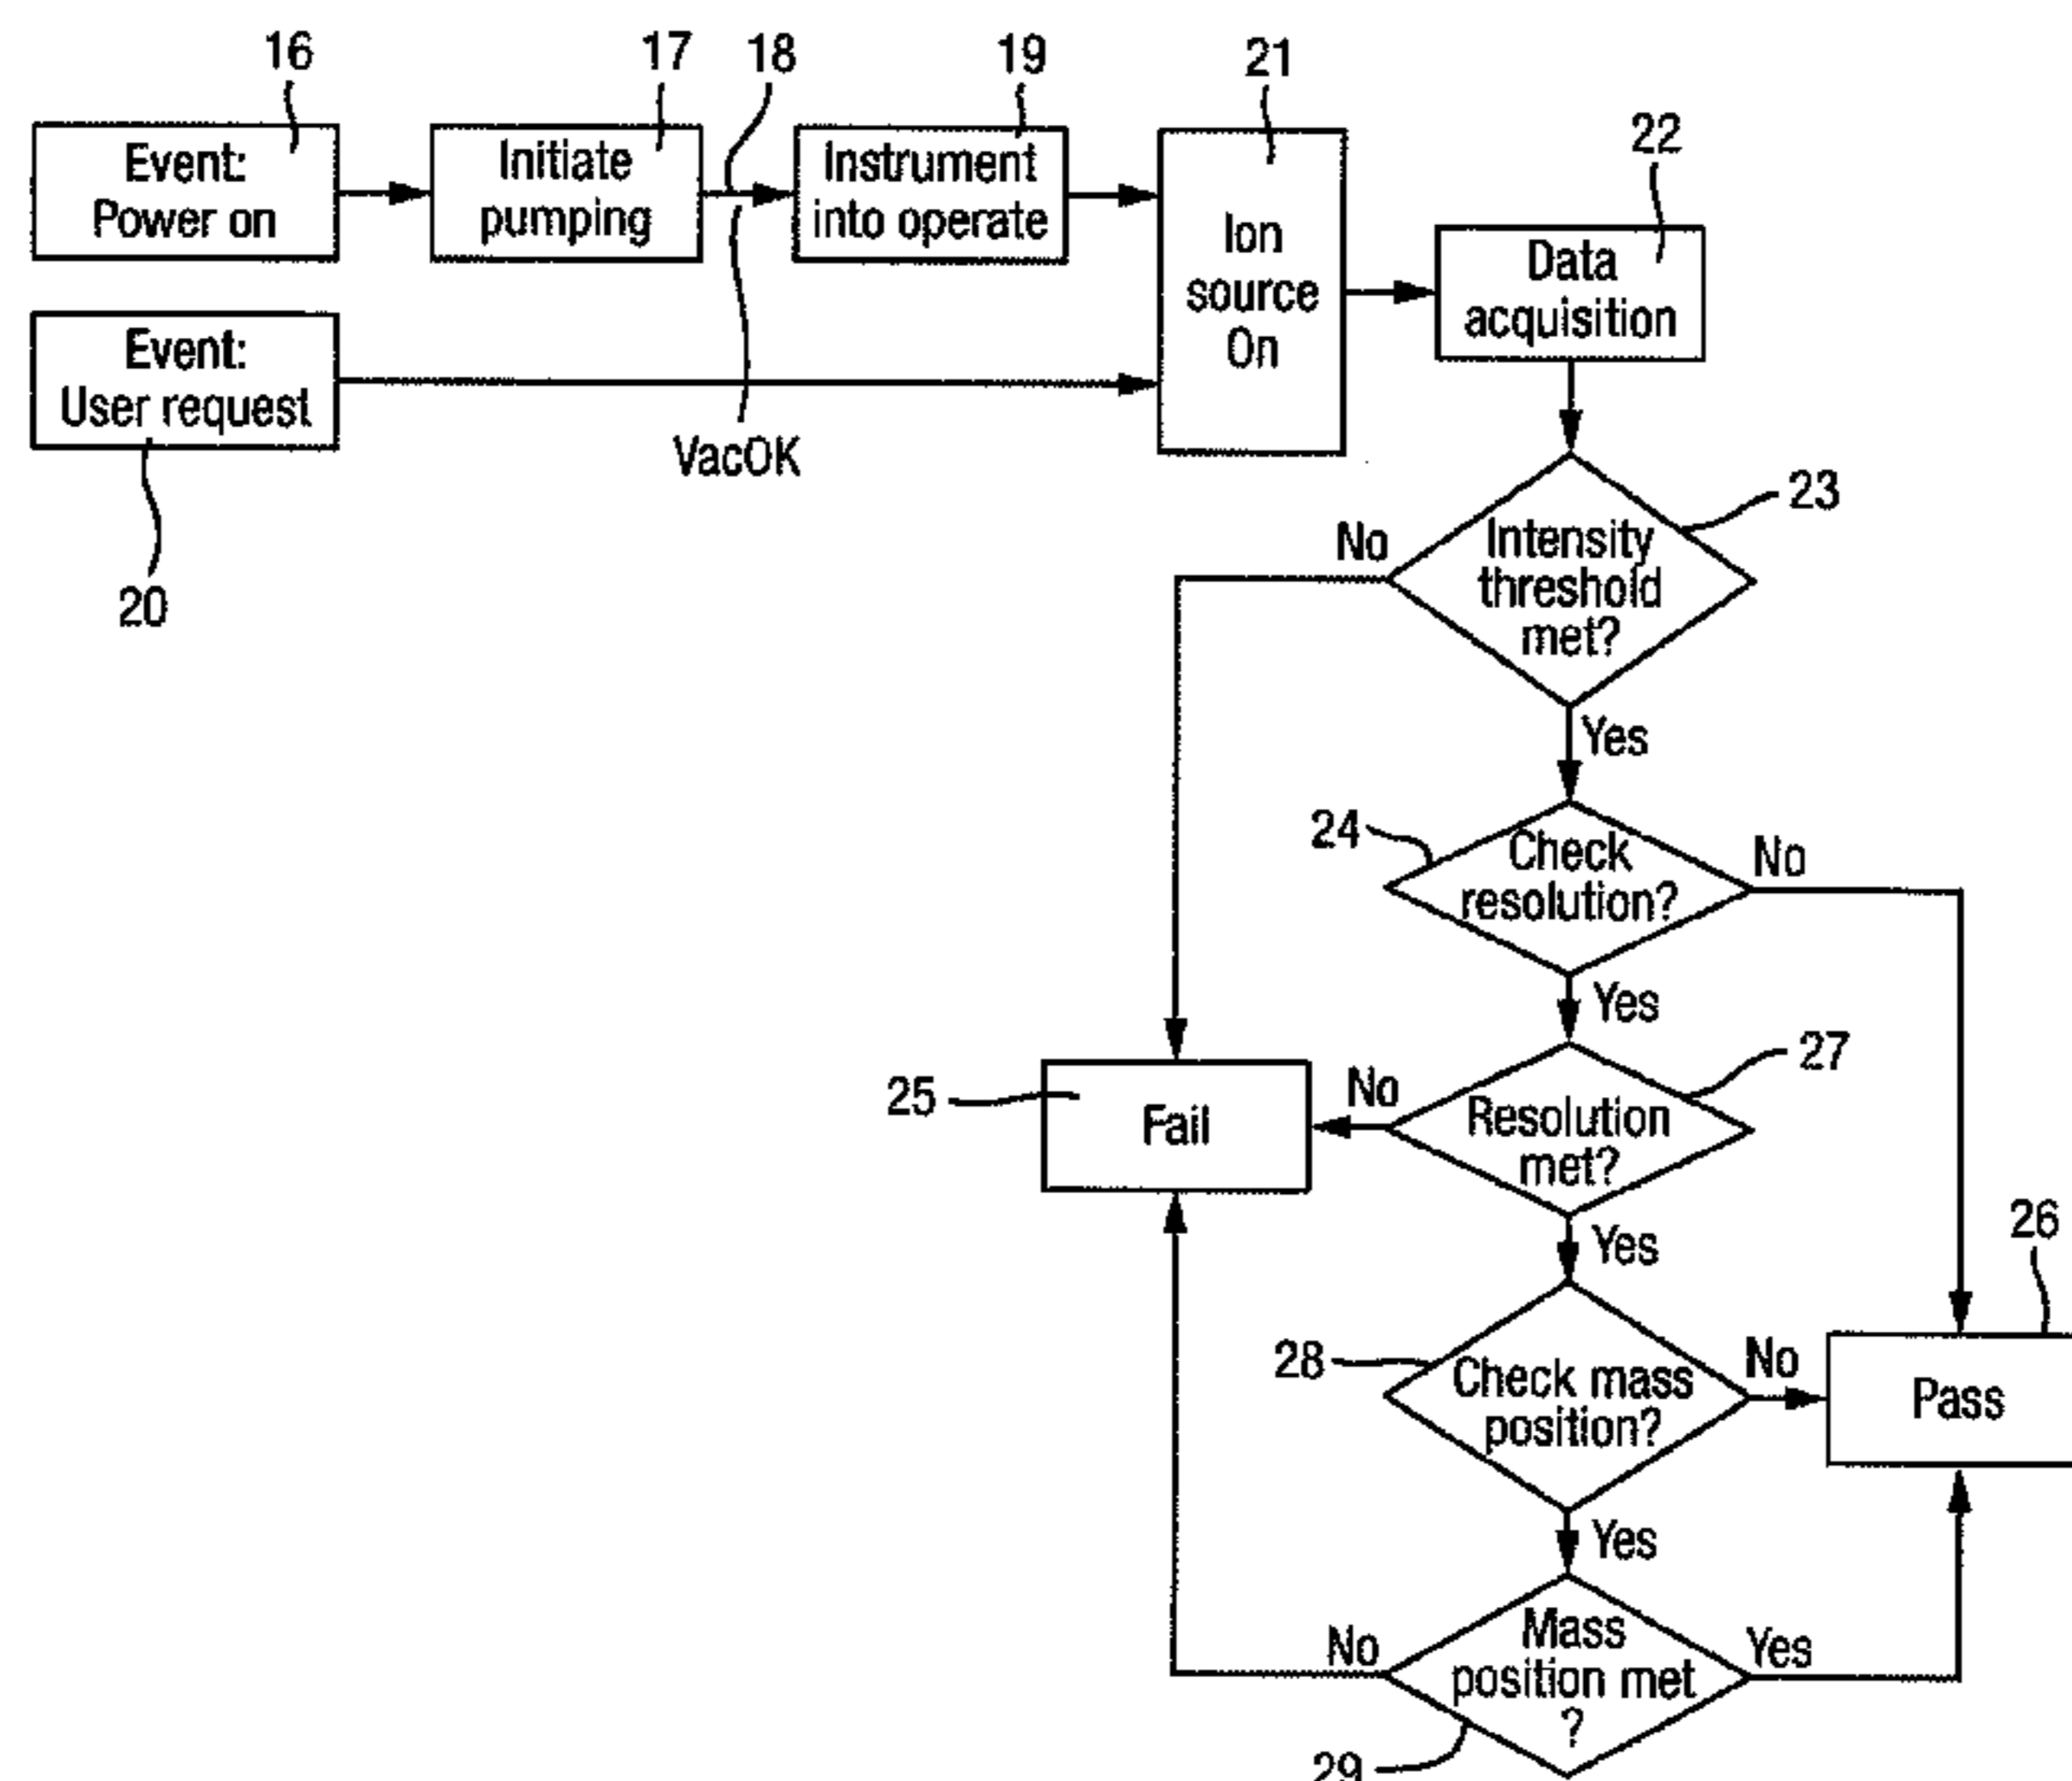 16
17
18
19
21
22
Event:
Power on
Initiate
pumping
Instrument
into operate
Ion
source
On
Data
acquisition
Event:
User request
VacOK
20
23
No
Intensity
threshold
met?
Yes
24
Check
resolution?
No
Yes
27
25
Fail
No
Resolution
met?
Yes
26
28
Check mass
position?
No
Pass
Yes
No
Mass
position met
?
Yes
29